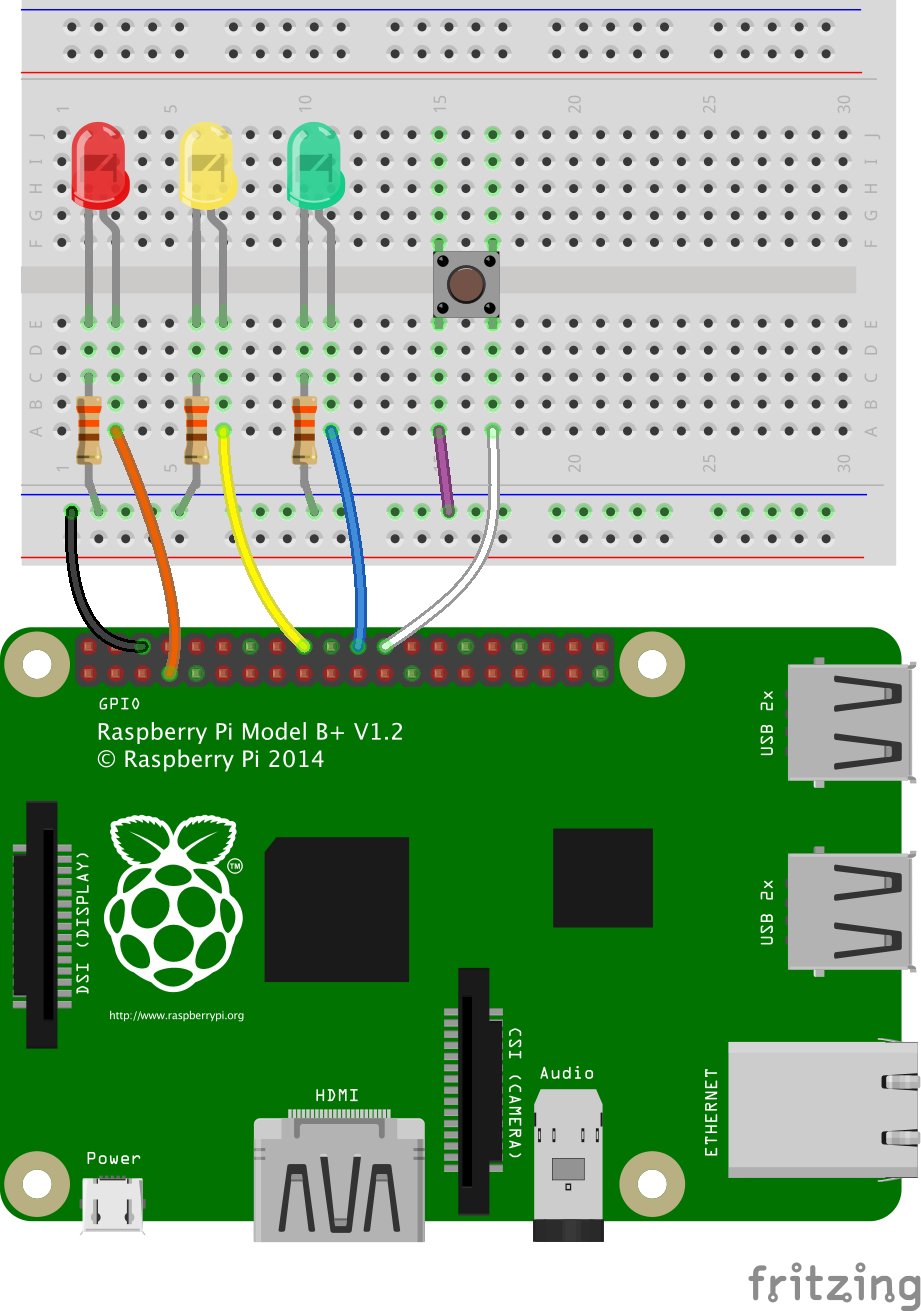 1 5 10 15 20 25 30
J J
I I
H H
G G
F F
E E
D D
C C
B B
A A
1 5 20 25 30
GPIO
Raspberry Pi Model B+ V1.2
© Raspberry Pi 2014
USB 2x
TM
DSI (DISPLAY)
USB 2x
http://www.raspberrypi.org
CSI (CAMERA)
Audio
ETHERNET
HDMI
Power
fritzing